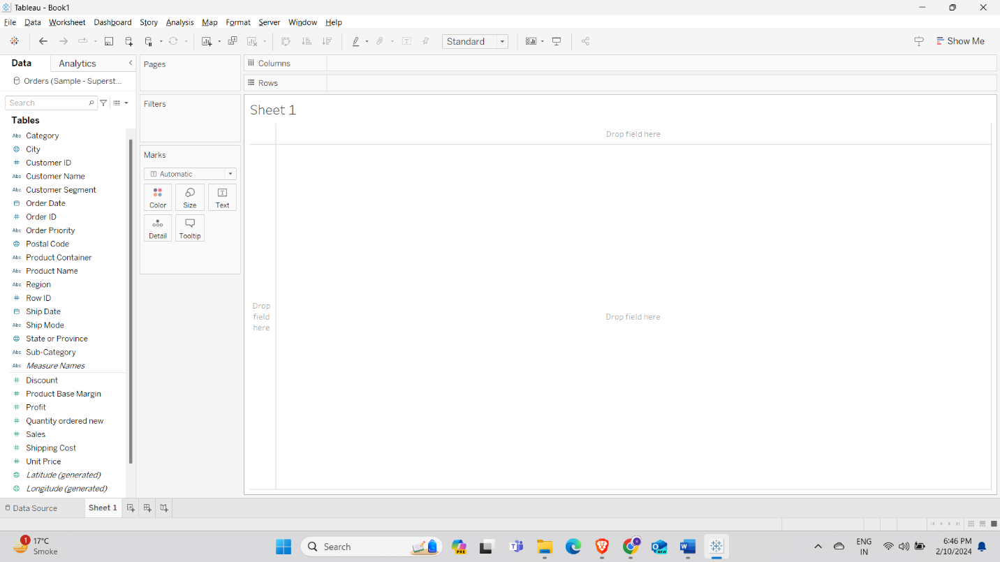 Tableau - Book1
File Data Worksheet Dashboard Story Analysis Map Format Server Window Help
Standard
Show Me
Data Analytics
Orders (Sample - Superst...
Search
Tables
Abc Category
City
Customer ID
Abc Customer Name
Abc Customer Segment
Order Date
Order ID
Abc Order Priority
Postal Code
Abc Product Container
Abc Product Name
Abc Region
Row ID
Ship Date
Abc Ship Mode
State or Province
Abc Sub-Category
Abc Measure Names
Discount
Product Base Margin
Profit
Quantity ordered new
Sales
Shipping Cost
Unit Price
Latitude (generated)
Longitude (generated)
Pages
Filters
Marks
T Automatic
Color Size Text
Detail Tooltip
Columns
Rows
Sheet 1
Drop field here
Drop
field
here
Drop field here
Data Source Sheet 1
1 17°C
Smoke
Search
PRE
NEW
ENG
IN
6:46 PM
2/10/2024